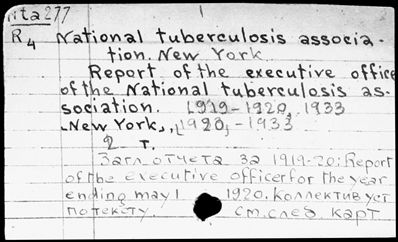 Nta277
R4 National tuberculosis associa-
tion. New York
Report of the executive office
of the National tuberculosis as-
sociation. 1919-1920, 1933
New York, 1920, -1933
2 т.
Загл. отчета за 1919-20: Report
of the executive officer for the year
ending may 1 1920. Коллектив уст
по тексту. См. след. карт